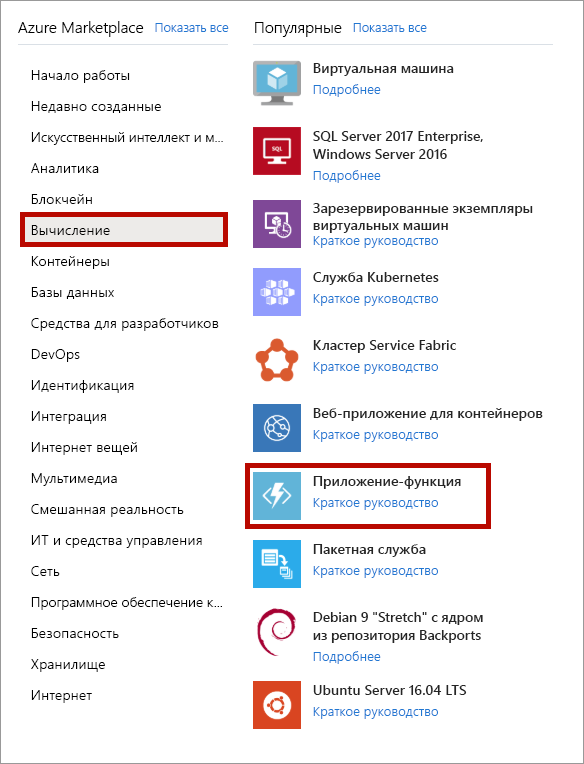 Azure Marketplace Показать все
Начало работы
Недавно созданные
Искусственный интеллект и м...
Аналитика
Блокчейн
Вычисление
Контейнеры
Базы данных
Средства для разработчиков
DevOps
Идентификация
Интеграция
Интернет вещей
Мультимедиа
Смешанная реальность
ИТ и средства управления
Сеть
Программное обеспечение к...
Безопасность
Хранилище
Интернет
Популярные Показать все
Виртуальная машина
Подробнее
SQL
SQL Server 2017 Enterprise,
Windows Server 2016
Подробнее
Зарезервированные экземпляры
виртуальных машин
Краткое руководство
Служба Kubernetes
Краткое руководство
Кластер Service Fabric
Краткое руководство
Веб-приложение для контейнеров
Краткое руководство
Приложение-функция
Краткое руководство
Пакетная служба
Краткое руководство
Debian 9 "Stretch" с ядром
из репозитория Backports
Подробнее
Ubuntu Server 16.04 LTS
Краткое руководство